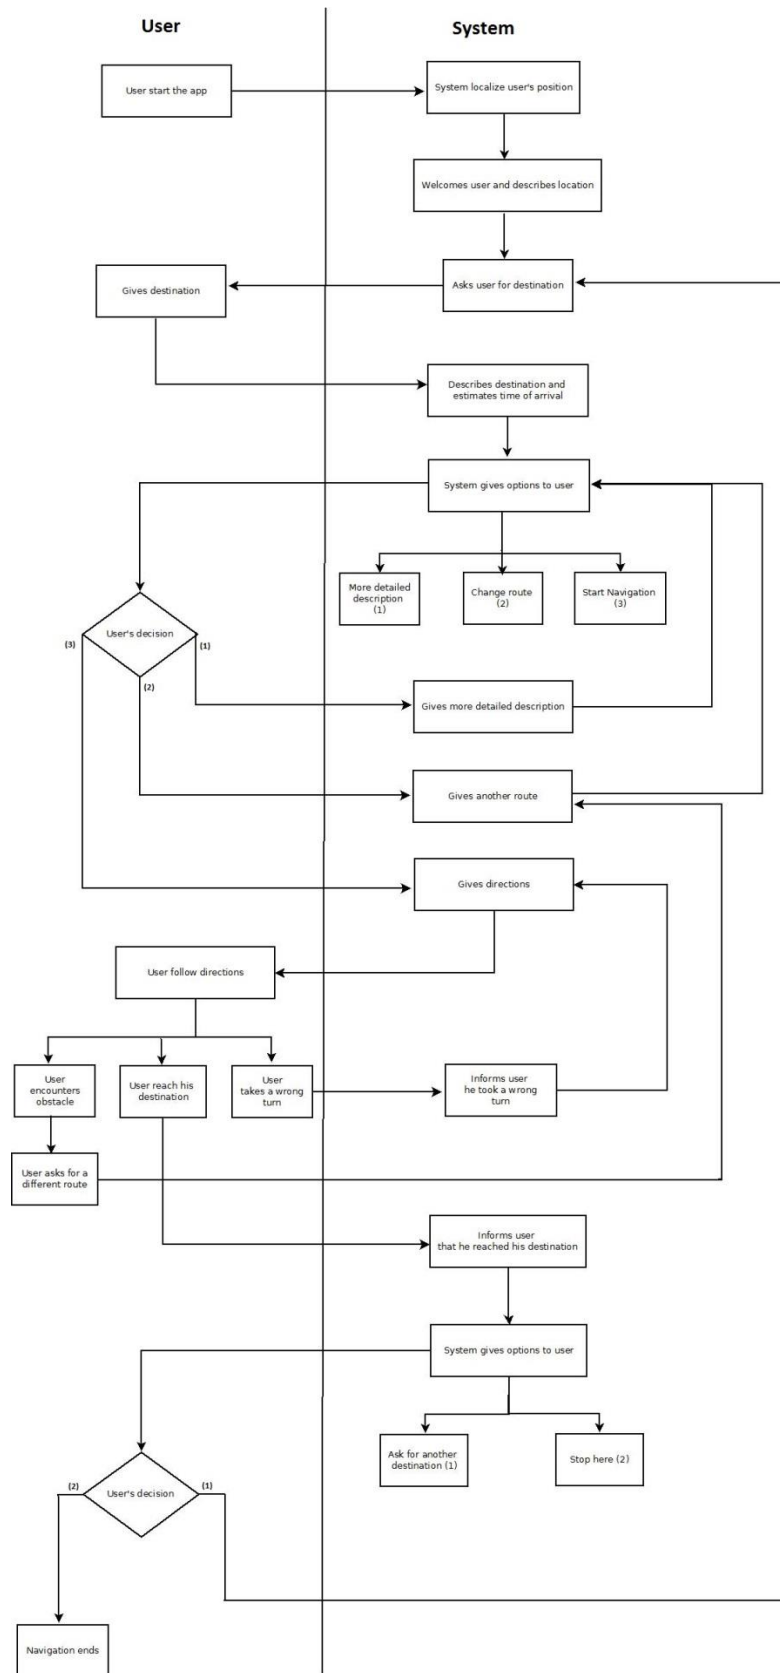 User
System
User start the app
System localize user's position
Welcomes user and describes location
Asks user for destination
Gives destination
Describes destination and
estimates time of arrival
System gives options to user
More detailed
description
(1)
Change route
(2)
Start Navigation
(3)
User's decision
(3)
(1)
(2)
Gives more detailed description
Gives another route
Gives directions
User follow directions
User
encounters
obstacle
User reach his
destination
User
takes a wrong
turn
Informs user
he took a wrong
turn
User asks for a
different route
Informs user
that he reached his destination
System gives options to user
Ask for another
destination (1)
Stop here (2)
User's decision
(2)
(1)
Navigation ends